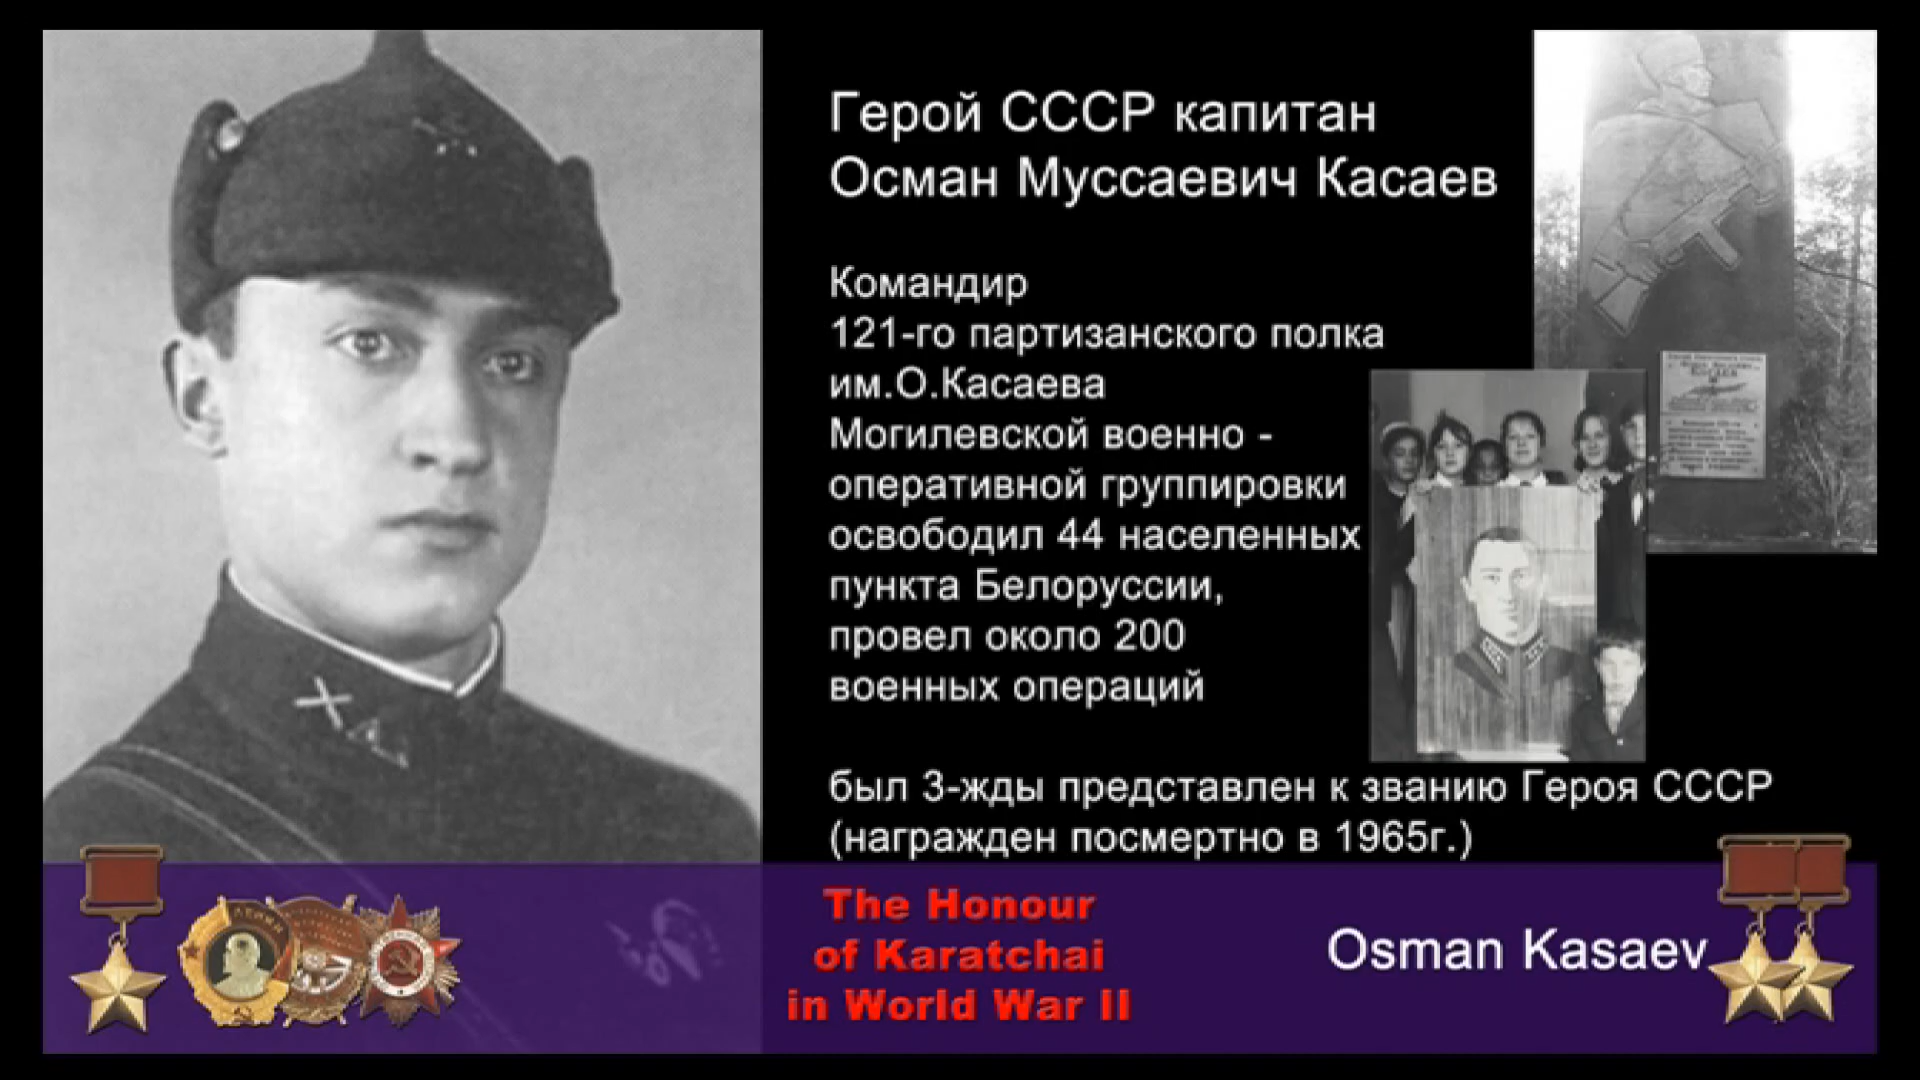 Герой СССР капитан
Осман Муссаевич Касаев
Командир
121-го партизанского полка
им.О.Касаева
Могилевской военно -
оперативной группировки
освободил 44 населенных
пункта Белоруссии,
провел около 200
военных операций
был 3-жды представлен к званию Героя СССР
(награжден посмертно в 1965г.)
The Honour
of Karatchai
in World War II
Osman Kasaev